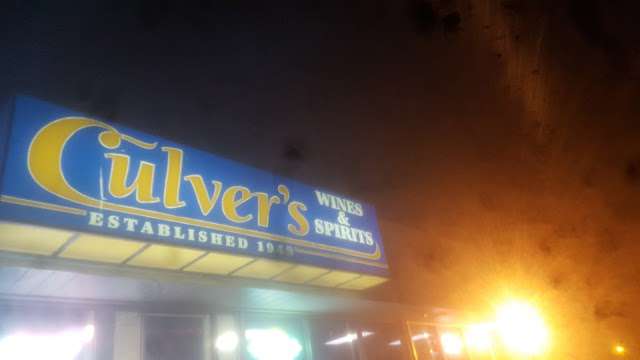 Culver's
WINES
&
SPIRITS
ESTABLISHED